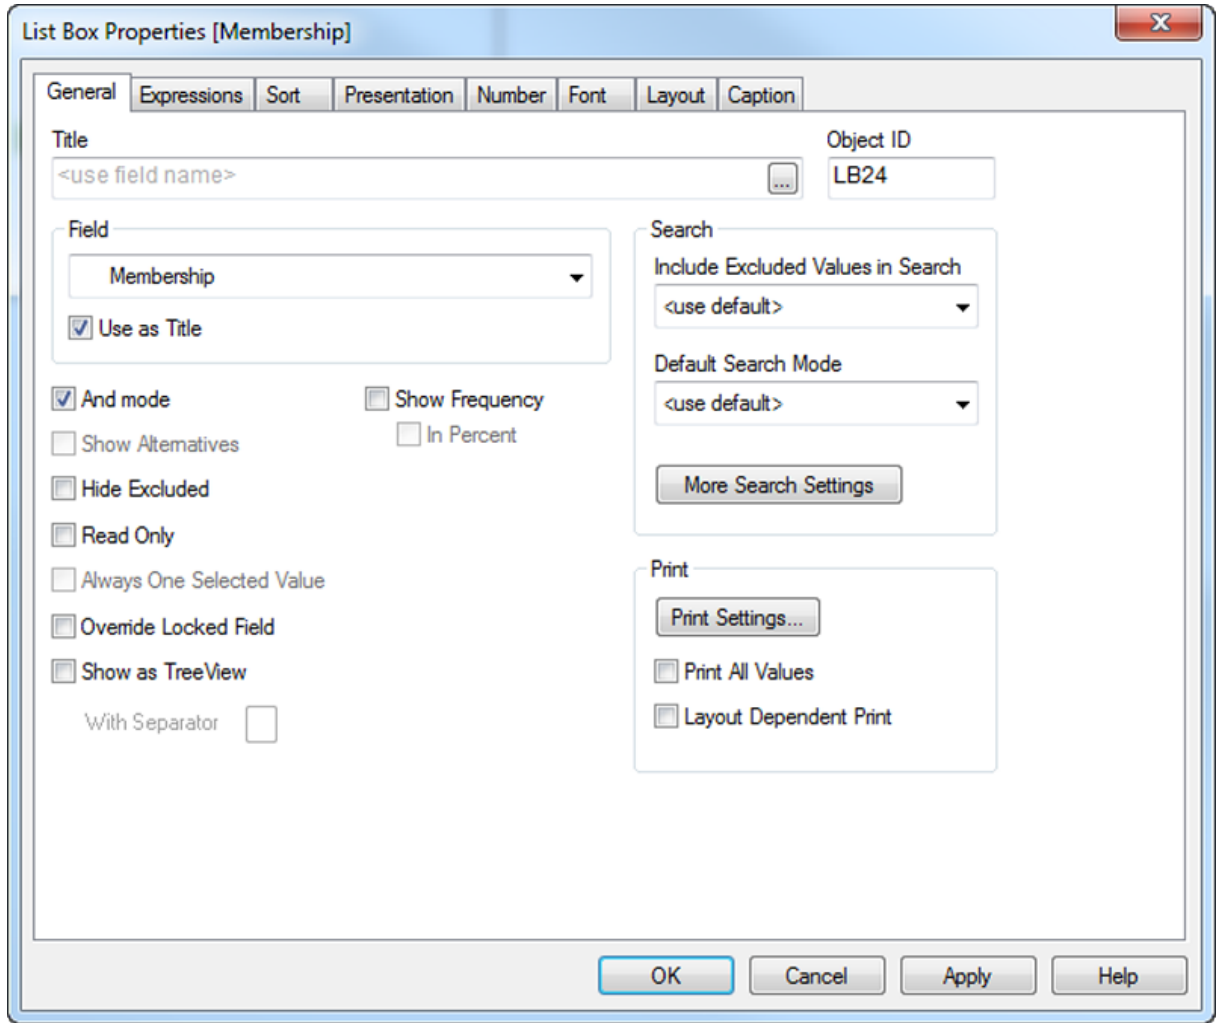 List Box Properties [Membership]
General Expressions Sort Presentation Number Font Layout Caption
Title
Object ID
<use field name>
...
LB24
Field
Membership
Use as Title
Search
Include Excluded Values in Search
<use default>
Default Search Mode
<use default>
More Search Settings
And mode
Show Frequency
In Percent
Show Alternatives
Hide Excluded
Read Only
Always One Selected Value
Override Locked Field
Show as TreeView
With Separator
Print
Print Settings...
Print All Values
Layout Dependent Print
OK Cancel Apply Help